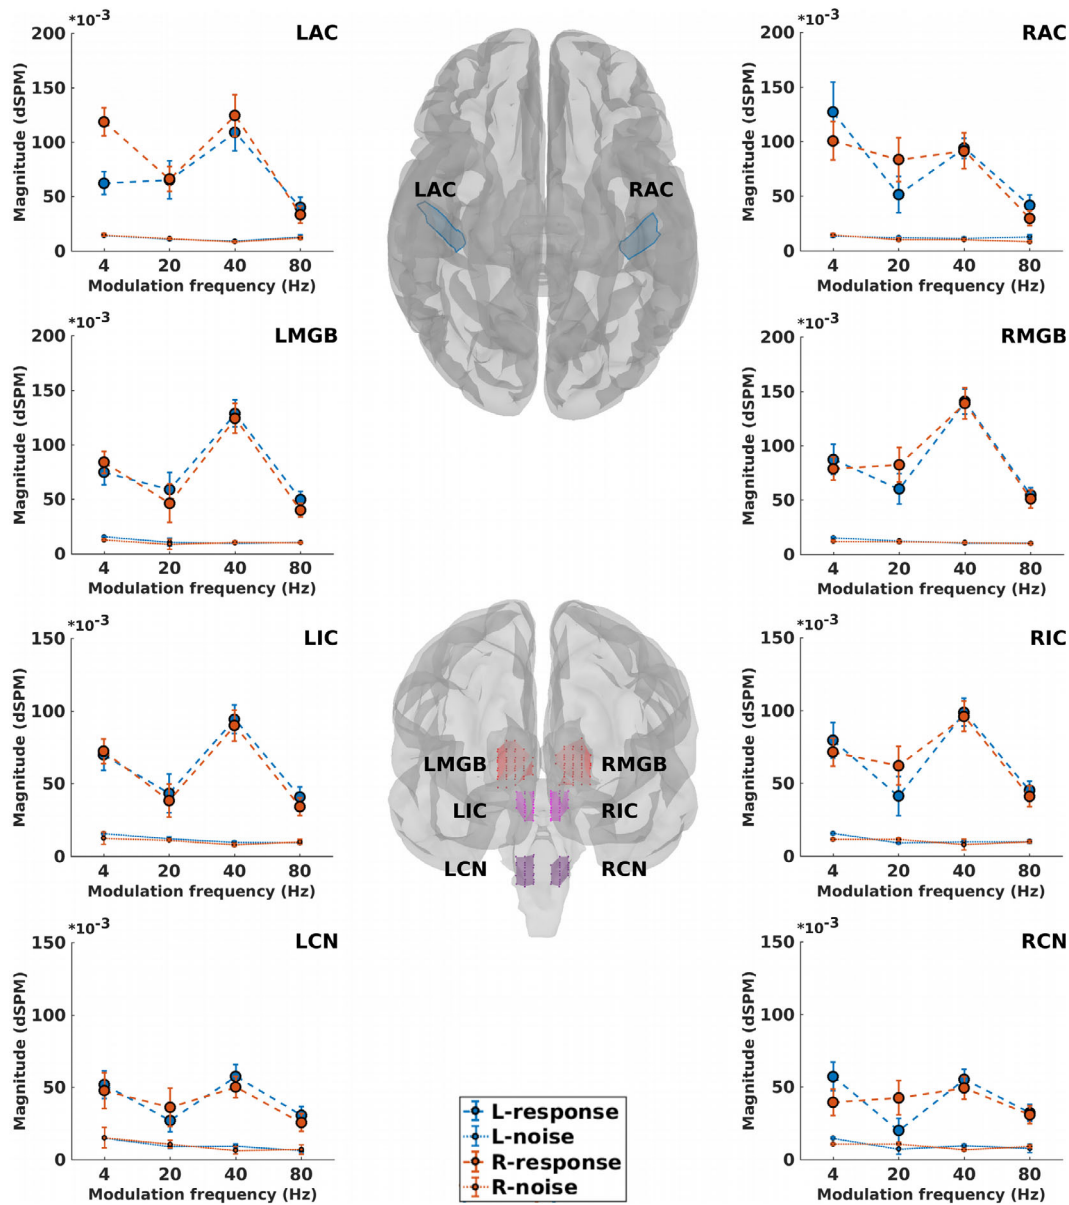 *10-3
LAC
200
150
100
50
0
Magnitude (dSPM)
4 20 40 80
Modulation frequency (Hz)
LAC RAC
*10-3
RAC
200
150
100
50
0
Magnitude (dSPM)
4 20 40 80
Modulation frequency (Hz)
*10-3
LMGB
200
150
100
50
0
Magnitude (dSPM)
4 20 40 80
Modulation frequency (Hz)
*10-3
RMGB
200
150
100
50
0
Magnitude (dSPM)
4 20 40 80
Modulation frequency (Hz)
*10-3
LIC
150
100
50
0
Magnitude (dSPM)
4 20 40 80
Modulation frequency (Hz)
LMGB RMGB
LIC RIC
LCN RCN
*10-3
RIC
150
100
50
0
Magnitude (dSPM)
4 20 40 80
Modulation frequency (Hz)
*10-3
LCN
150
100
50
0
Magnitude (dSPM)
4 20 40 80
Modulation frequency (Hz)
L-response
L-noise
R-response
R-noise
*10-3
RCN
150
100
50
0
Magnitude (dSPM)
4 20 40 80
Modulation frequency (Hz)